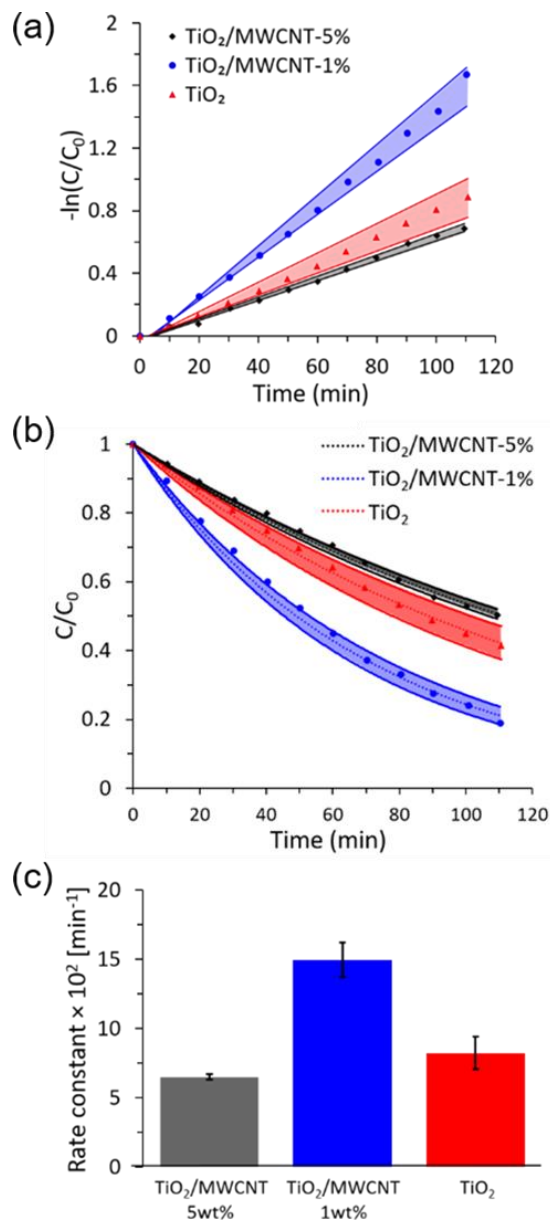 (a)
TiO₂/MWCNT-5%
TiO₂/MWCNT-1%
TiO₂
2
1.6
1.2
0.8
0.4
0
-ln(C/C₀)
0 20 40 60 80 100 120
Time (min)
(b)
TiO₂/MWCNT-5%
TiO₂/MWCNT-1%
TiO₂
1
0.8
0.6
0.4
0.2
0
C/C₀
0 20 40 60 80 100 120
Time (min)
(c)
20
15
10
5
0
Rate constant × 10² [min⁻¹]
TiO₂/MWCNT
5wt%
TiO₂/MWCNT
1wt%
TiO₂